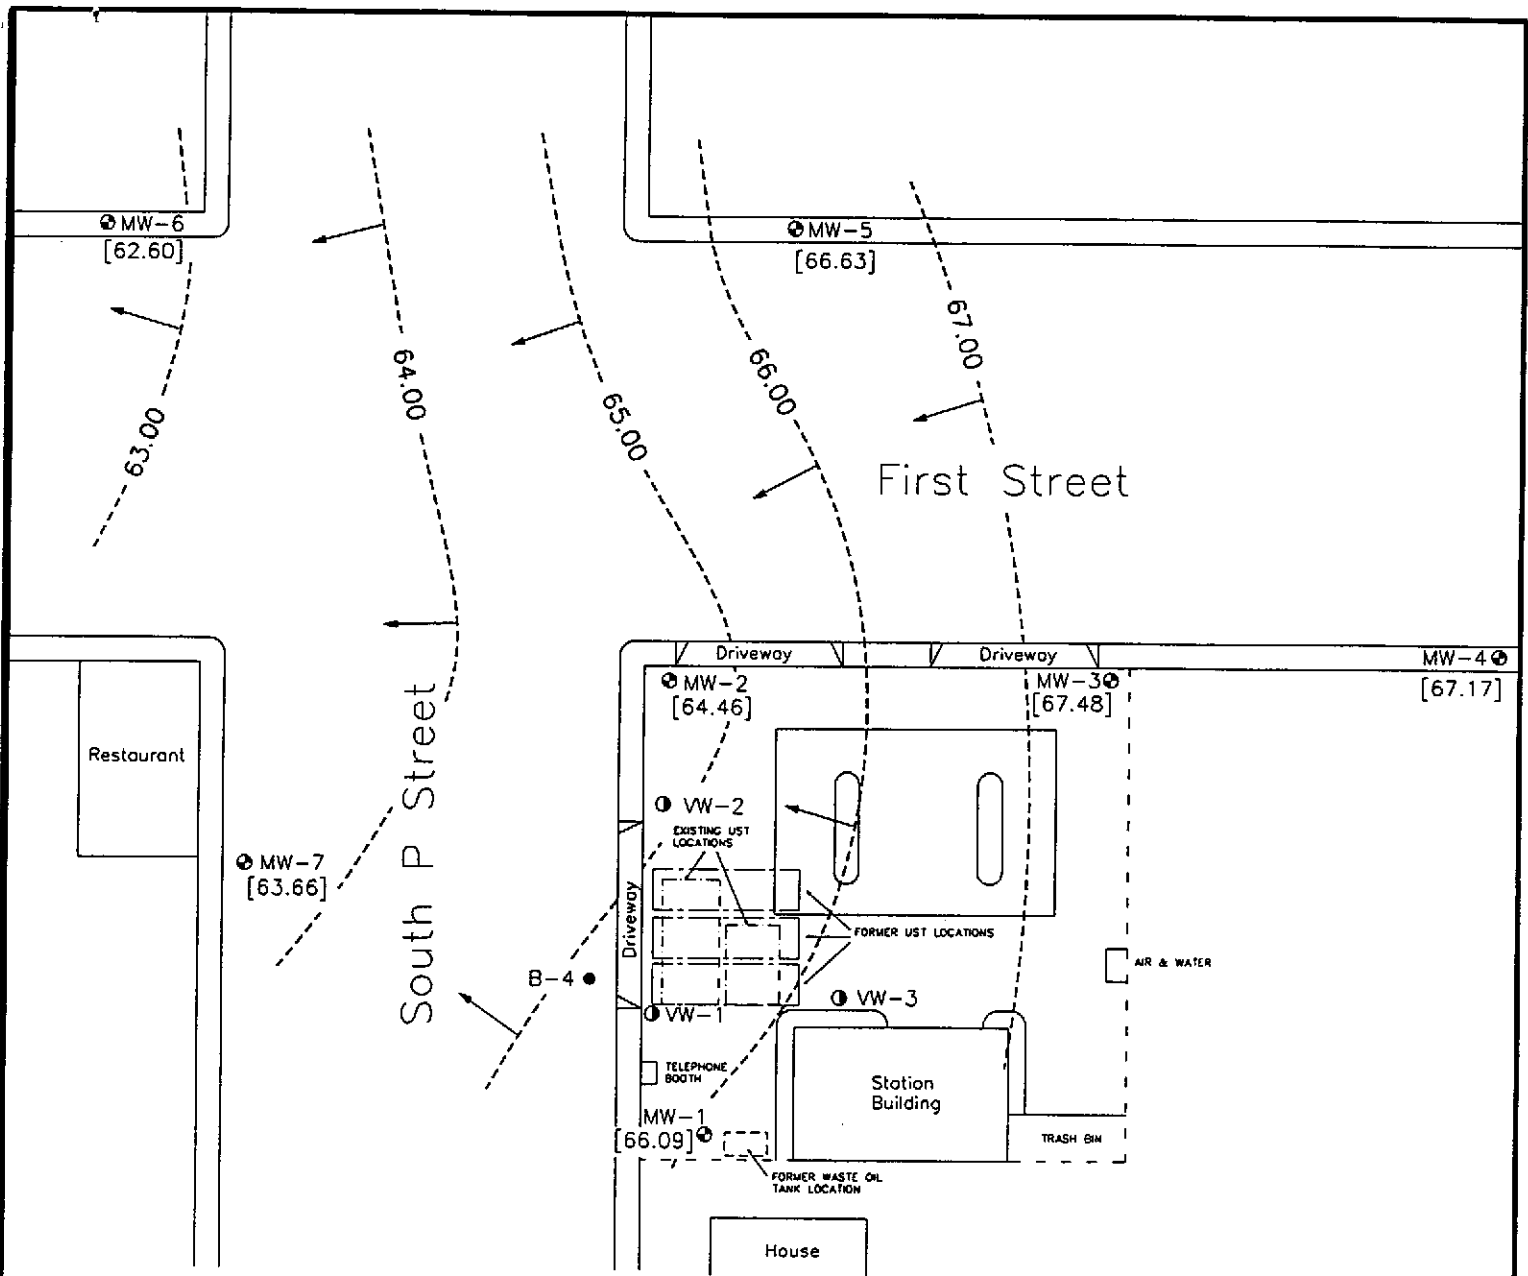 MW-6
[62.60]
MW-5
[66.63]
67.00
66.00
64.00
65.00
63.00
First Street
Driveway
Driveway
MW-4
[67.17]
MW-2
[64.46]
MW-3
[67.48]
Restaurant
South P Street
VW-2
EXISTING UST
LOCATIONS
MW-7
[63.66]
Driveway
FORMER UST LOCATIONS
AIR & WATER
B-4
VW-3
VW-1
TELEPHONE
BOOTH
Station
Building
MW-1
[66.09]
TRASH BIN
FORMER WASTE OIL
TANK LOCATION
House